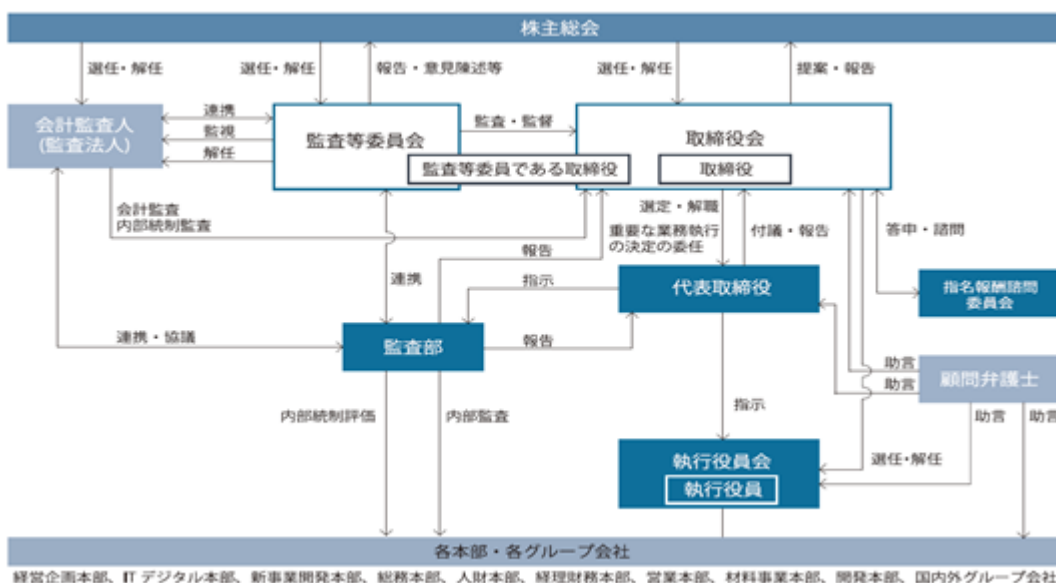 株主総会
選任・解任
選任・解任
報告・意見陳述等
選任・解任
提案・報告
会計監査人
(監査法人)
連携
監視
解任
監査等委員会
監査・監督
取締役会
監査等委員である取締役
取締役
会計監査
内部統制監査
選定・解職
重要な業務執行
の決定の委任
付議・報告
答申・諮問
報告
連携
指示
代表取締役
指名報酬諮問
委員会
連携・協議
監査部
報告
助言
助言
顧問弁護士
内部統制評価
内部監査
指示
助言
助言
執行役員会
執行役員
選任・解任
各本部・各グループ会社
経営企画本部、ITデジタル本部、新事業開発本部、総務本部、人財本部、経理財務本部、営業本部、材料事業本部、開発本部、国内外グループ会社